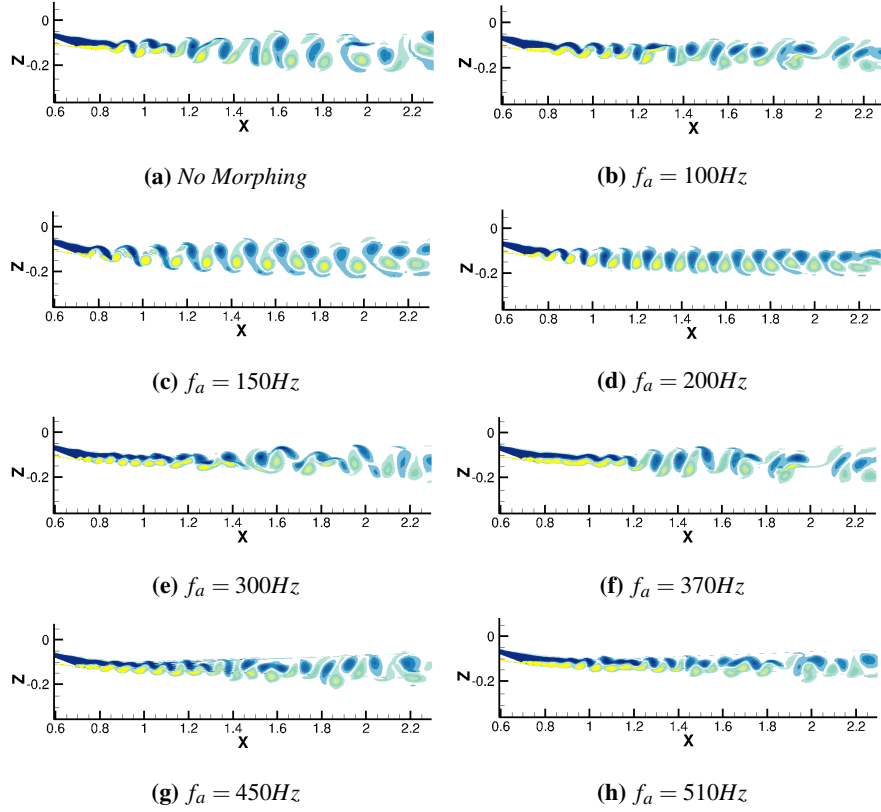 0
-0.2
Z
0.6 0.8 1 1.2 1.4 1.6 1.8 2 2.2
X
(a) No Morphing
0
-0.2
Z
0.6 0.8 1 1.2 1.4 1.6 1.8 2 2.2
X
(b) f_a = 100Hz
0
-0.2
Z
0.6 0.8 1 1.2 1.4 1.6 1.8 2 2.2
X
(c) f_a = 150Hz
0
-0.2
Z
0.6 0.8 1 1.2 1.4 1.6 1.8 2 2.2
X
(d) f_a = 200Hz
0
-0.2
Z
0.6 0.8 1 1.2 1.4 1.6 1.8 2 2.2
X
(e) f_a = 300Hz
0
-0.2
Z
0.6 0.8 1 1.2 1.4 1.6 1.8 2 2.2
X
(f) f_a = 370Hz
0
-0.2
Z
0.6 0.8 1 1.2 1.4 1.6 1.8 2 2.2
X
(g) f_a = 450Hz
0
-0.2
Z
0.6 0.8 1 1.2 1.4 1.6 1.8 2 2.2
X
(h) f_a = 510Hz